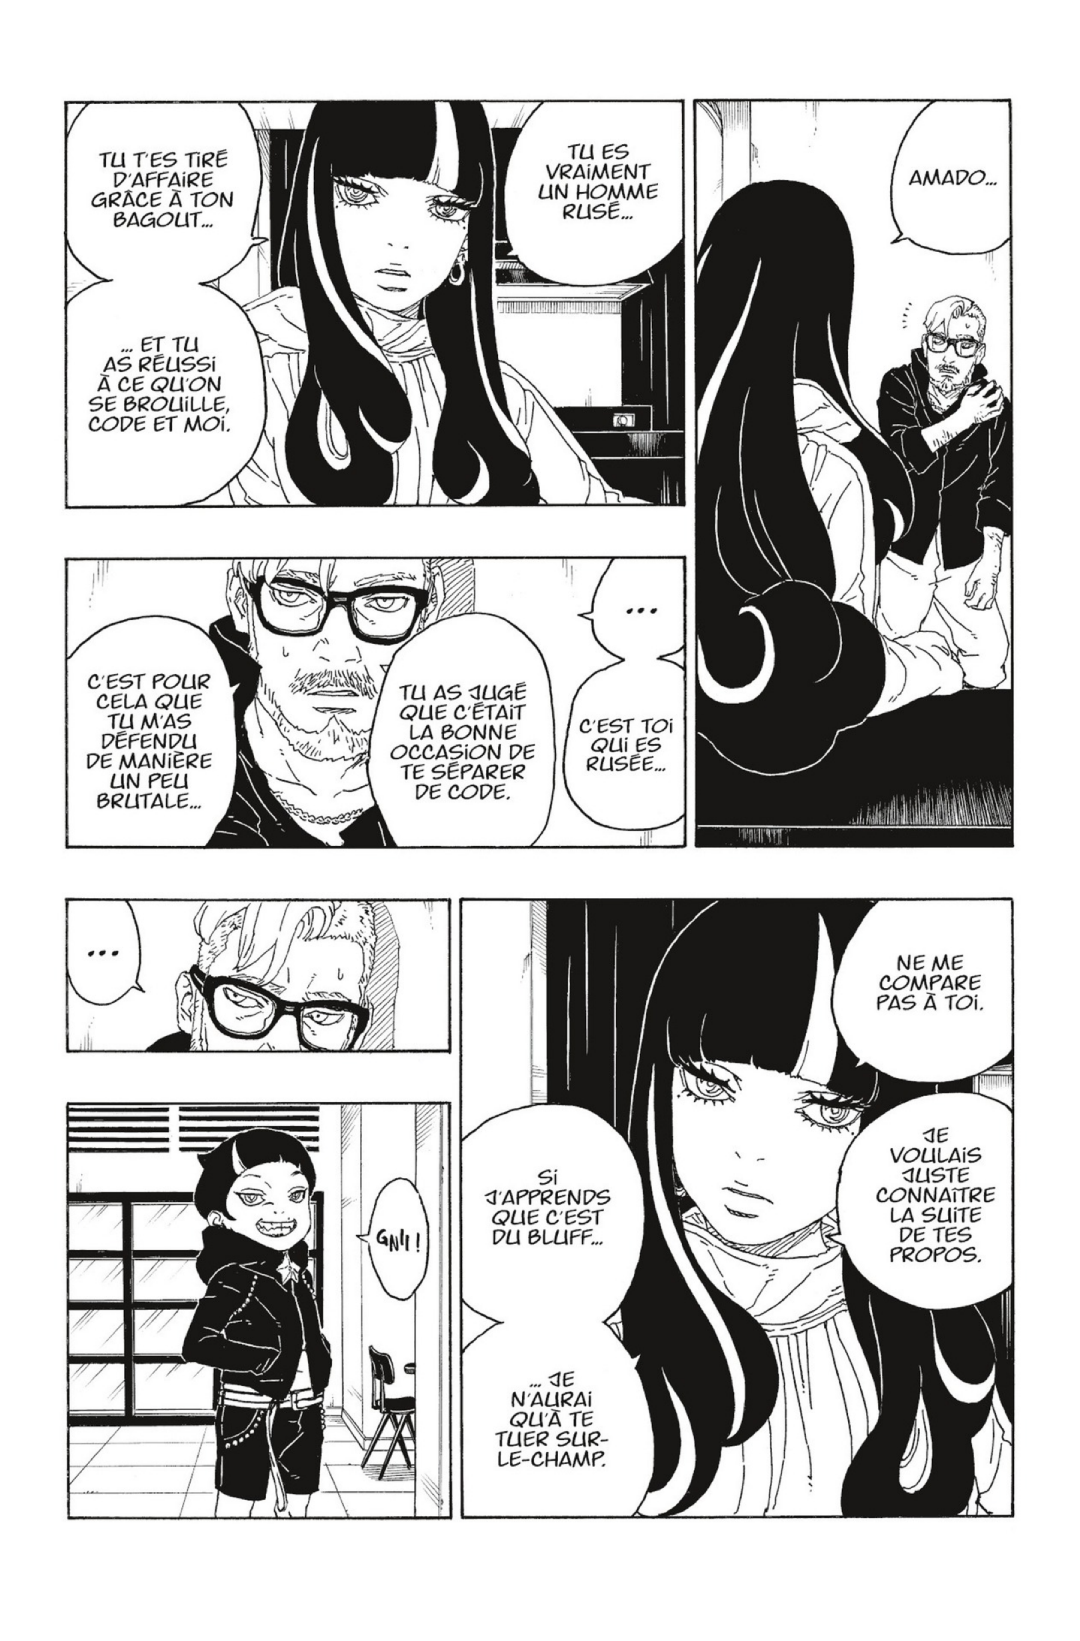 AMADO...
TU ES
VRAIMENT
UN HOMME
RUSÉ...
TU T'ES TIRÉ
D'AFFAIRE
GRÂCE À TON
BAGOUT...
... ET TU
AS RÉUSSI
À CE QU'ON
SE BROUILLE,
CODE ET MOI.
...
C'EST TOI
QUI ES
RUSÉE...
TU AS JUGÉ
QUE C'ÉTAIT
LA BONNE
OCCASION DE
TE SÉPARER
DE CODE.
C'EST POUR
CELA QUE
TU M'AS
DÉFENDU
DE MANIÈRE
UN PEU
BRUTALE...
NE ME
COMPARE
PAS À TOI.
JE
VOULAIS
JUSTE
CONNAITRE
LA SUITE
DE TES
PROPOS.
SI
J'APPRENDS
QUE C'EST
DU BLUFF...
... JE
N'AURAI
QU'À TE
TUER SUR-
LE-CHAMP.
...
GNII !